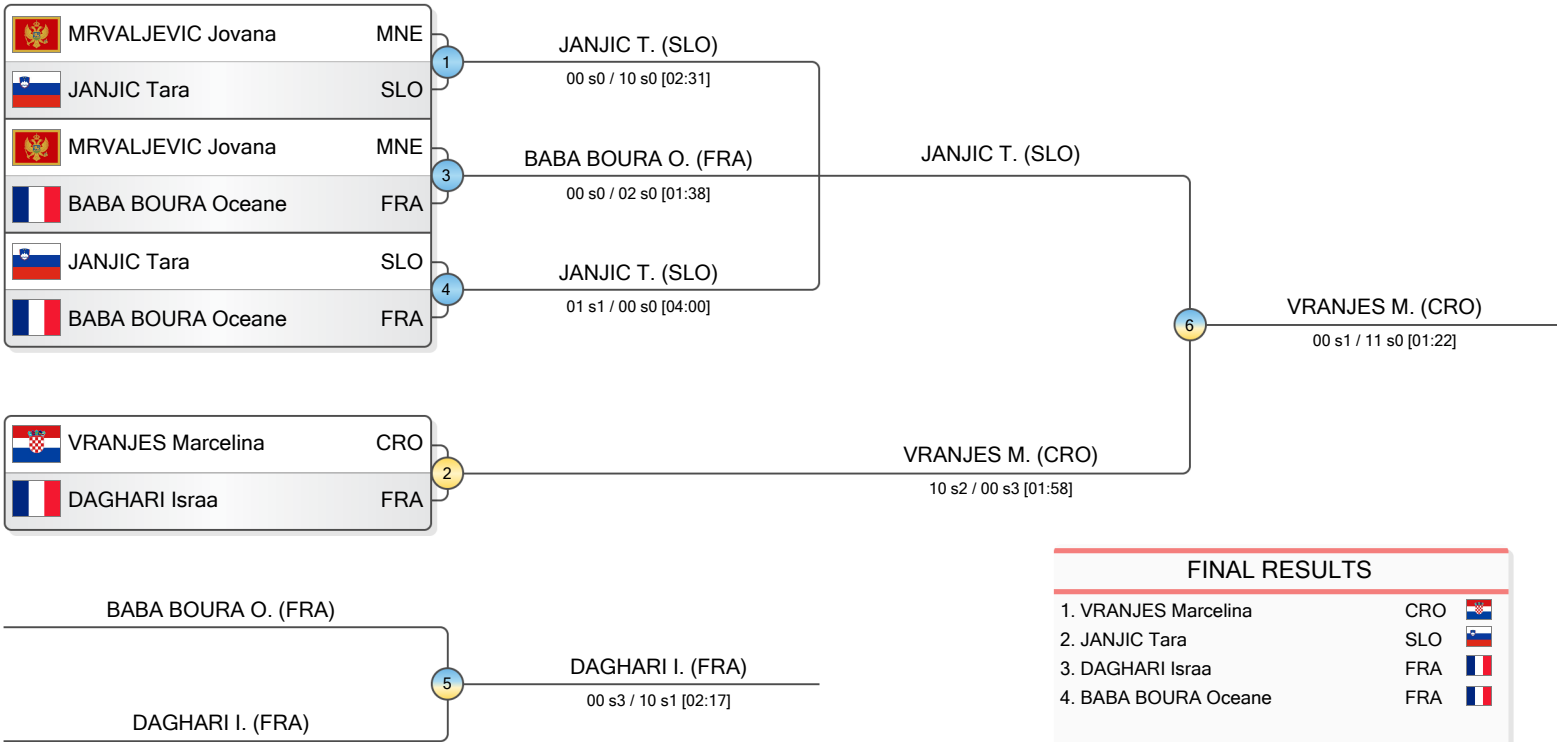 MRVALJEVIC Jovana MNE
JANJIC Tara SLO
1
JANJIC T. (SLO)
00 s0 / 10 s0 [02:31]
MRVALJEVIC Jovana MNE
BABA BOURA Oceane FRA
3
BABA BOURA O. (FRA)
00 s0 / 02 s0 [01:38]
JANJIC Tara SLO
BABA BOURA Oceane FRA
4
JANJIC T. (SLO)
01 s1 / 00 s0 [04:00]
JANJIC T. (SLO)
VRANJES Marcelina CRO
DAGHARI Israa FRA
2
VRANJES M. (CRO)
10 s2 / 00 s3 [01:58]
6
VRANJES M. (CRO)
00 s1 / 11 s0 [01:22]
BABA BOURA O. (FRA)
DAGHARI I. (FRA)
5
DAGHARI I. (FRA)
00 s3 / 10 s1 [02:17]
FINAL RESULTS
1. VRANJES Marcelina CRO
2. JANJIC Tara SLO
3. DAGHARI Israa FRA
4. BABA BOURA Oceane FRA